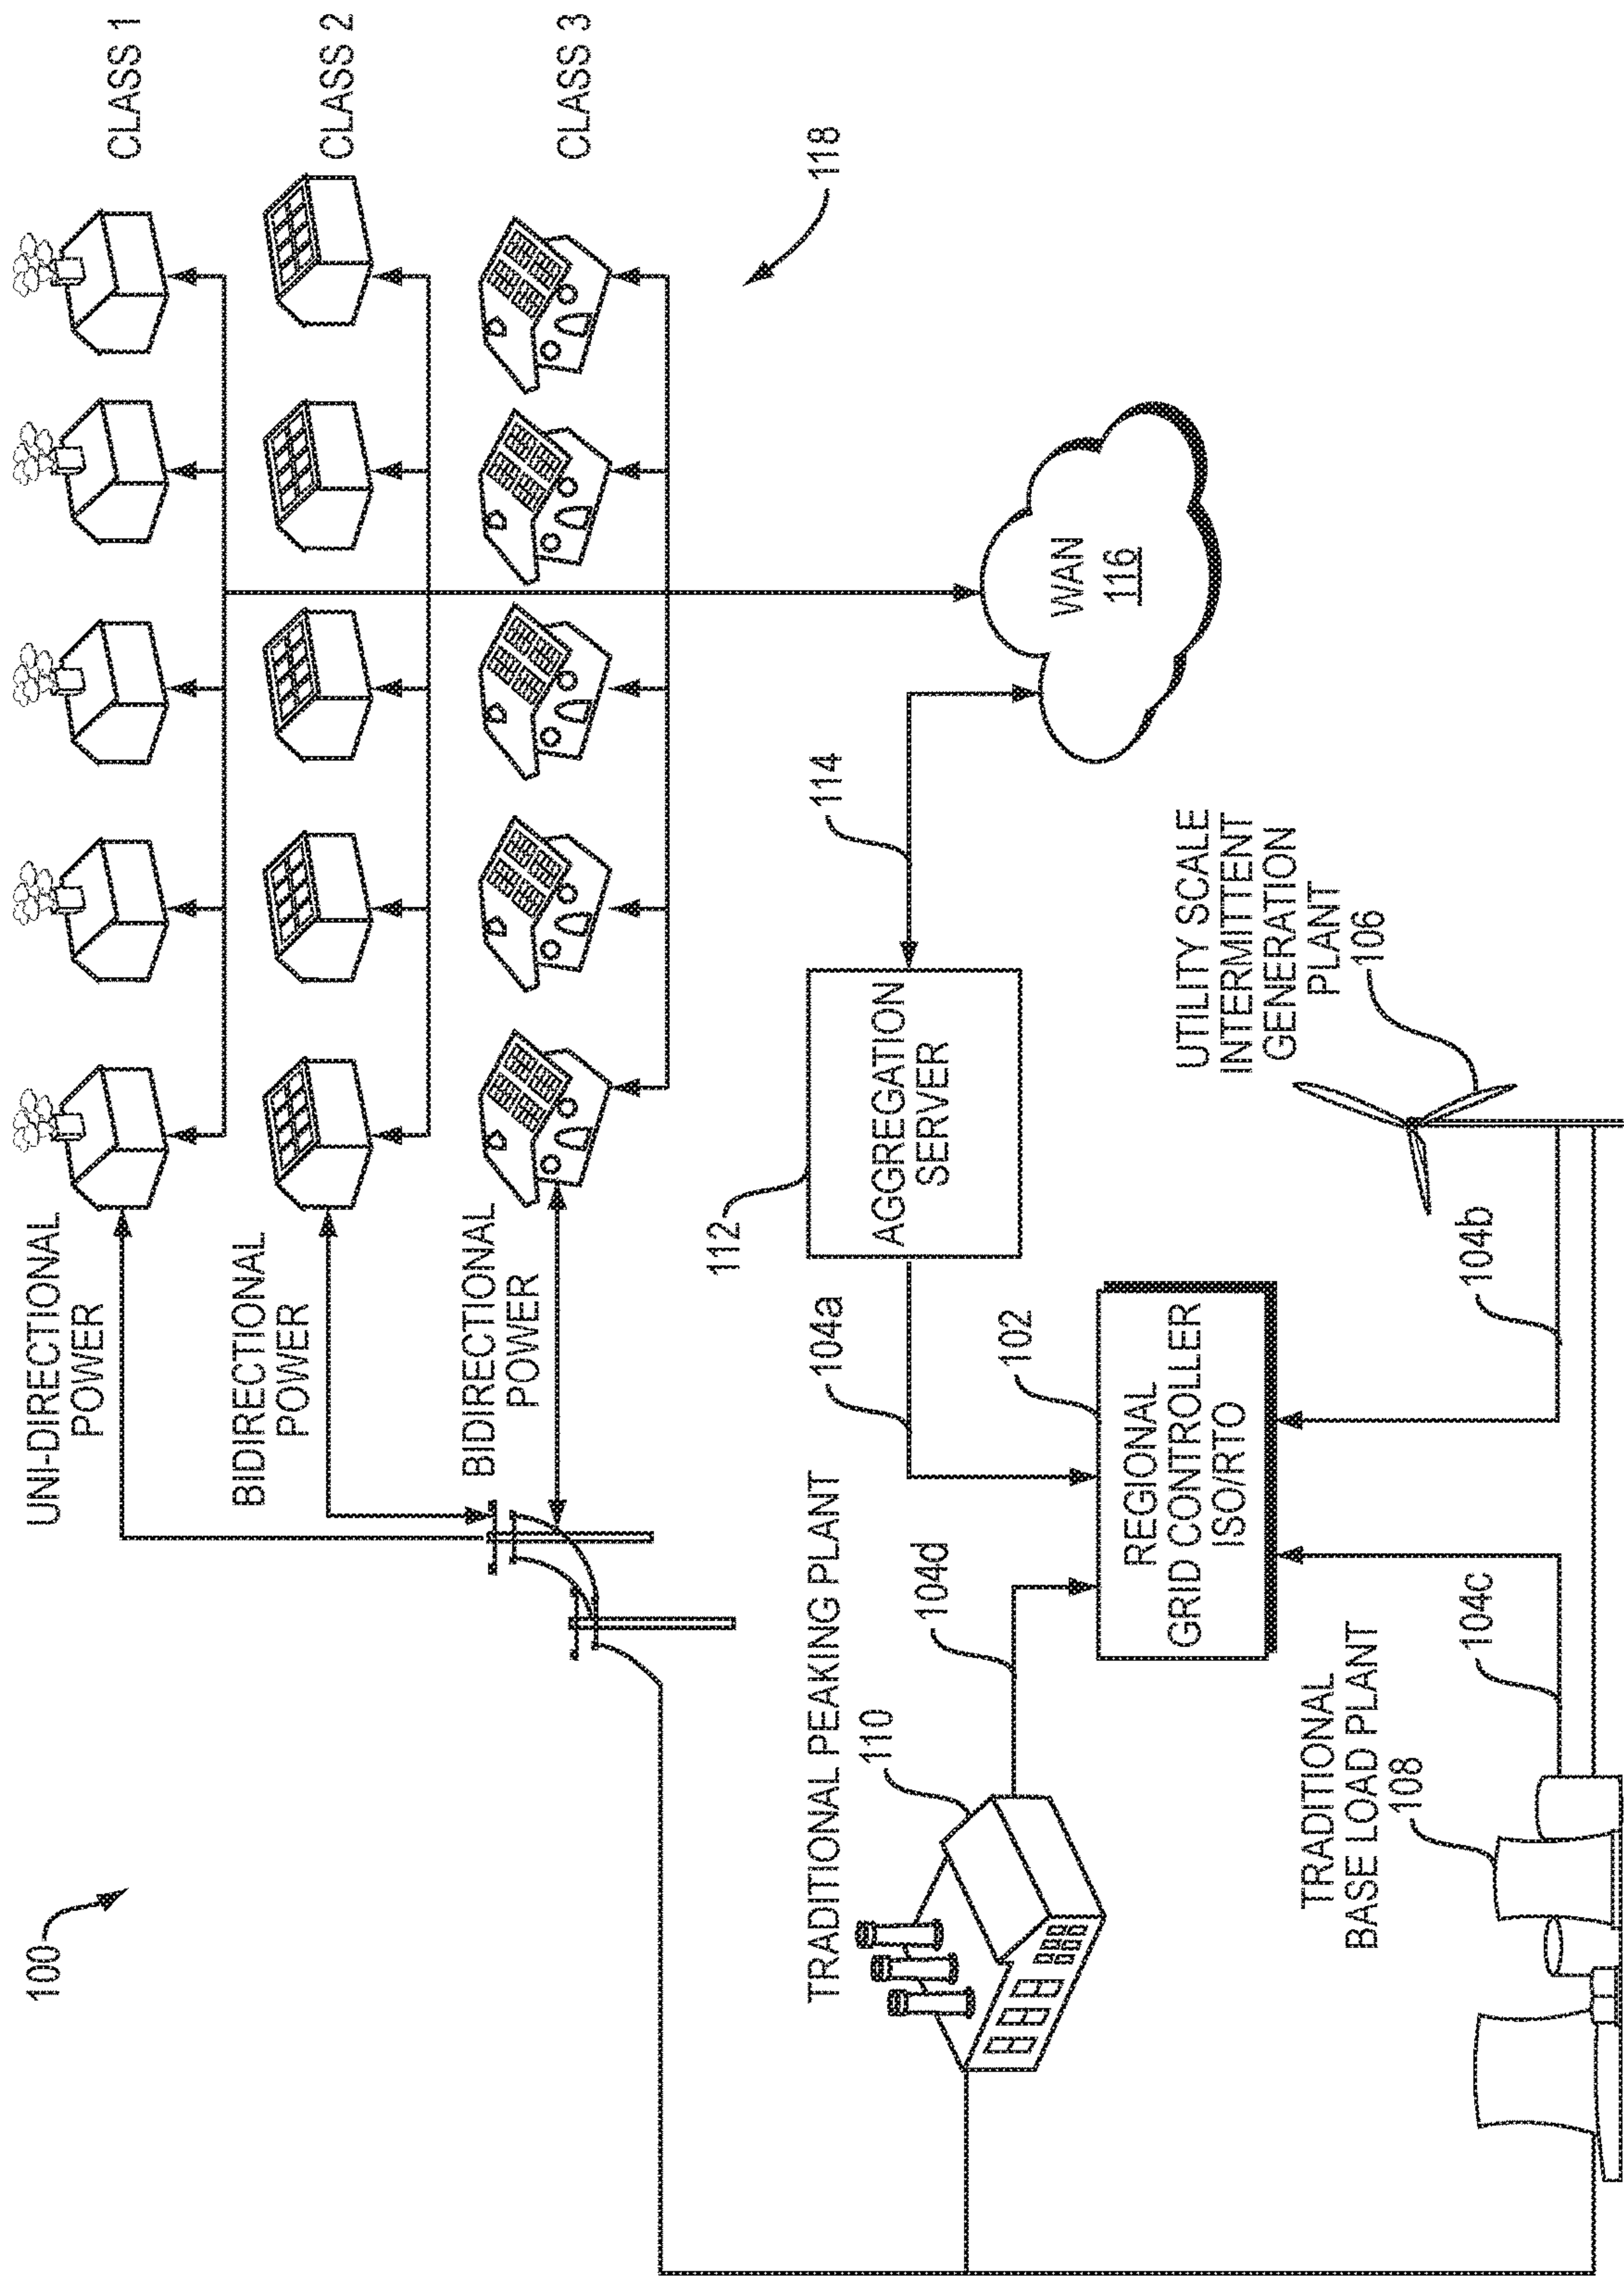 100
UNI-DIRECTIONAL
POWER
CLASS 1
BIDIRECTIONAL
POWER
CLASS 2
BIDIRECTIONAL
POWER
CLASS 3
118
TRADITIONAL PEAKING PLANT
110
104d
104a
112
AGGREGATION
SERVER
114
WAN
116
102
REGIONAL
GRID CONTROLLER
ISO/RTO
UTILITY SCALE
INTERMITTENT
GENERATION
PLANT
106
TRADITIONAL
BASE LOAD PLANT
108
104c
104b